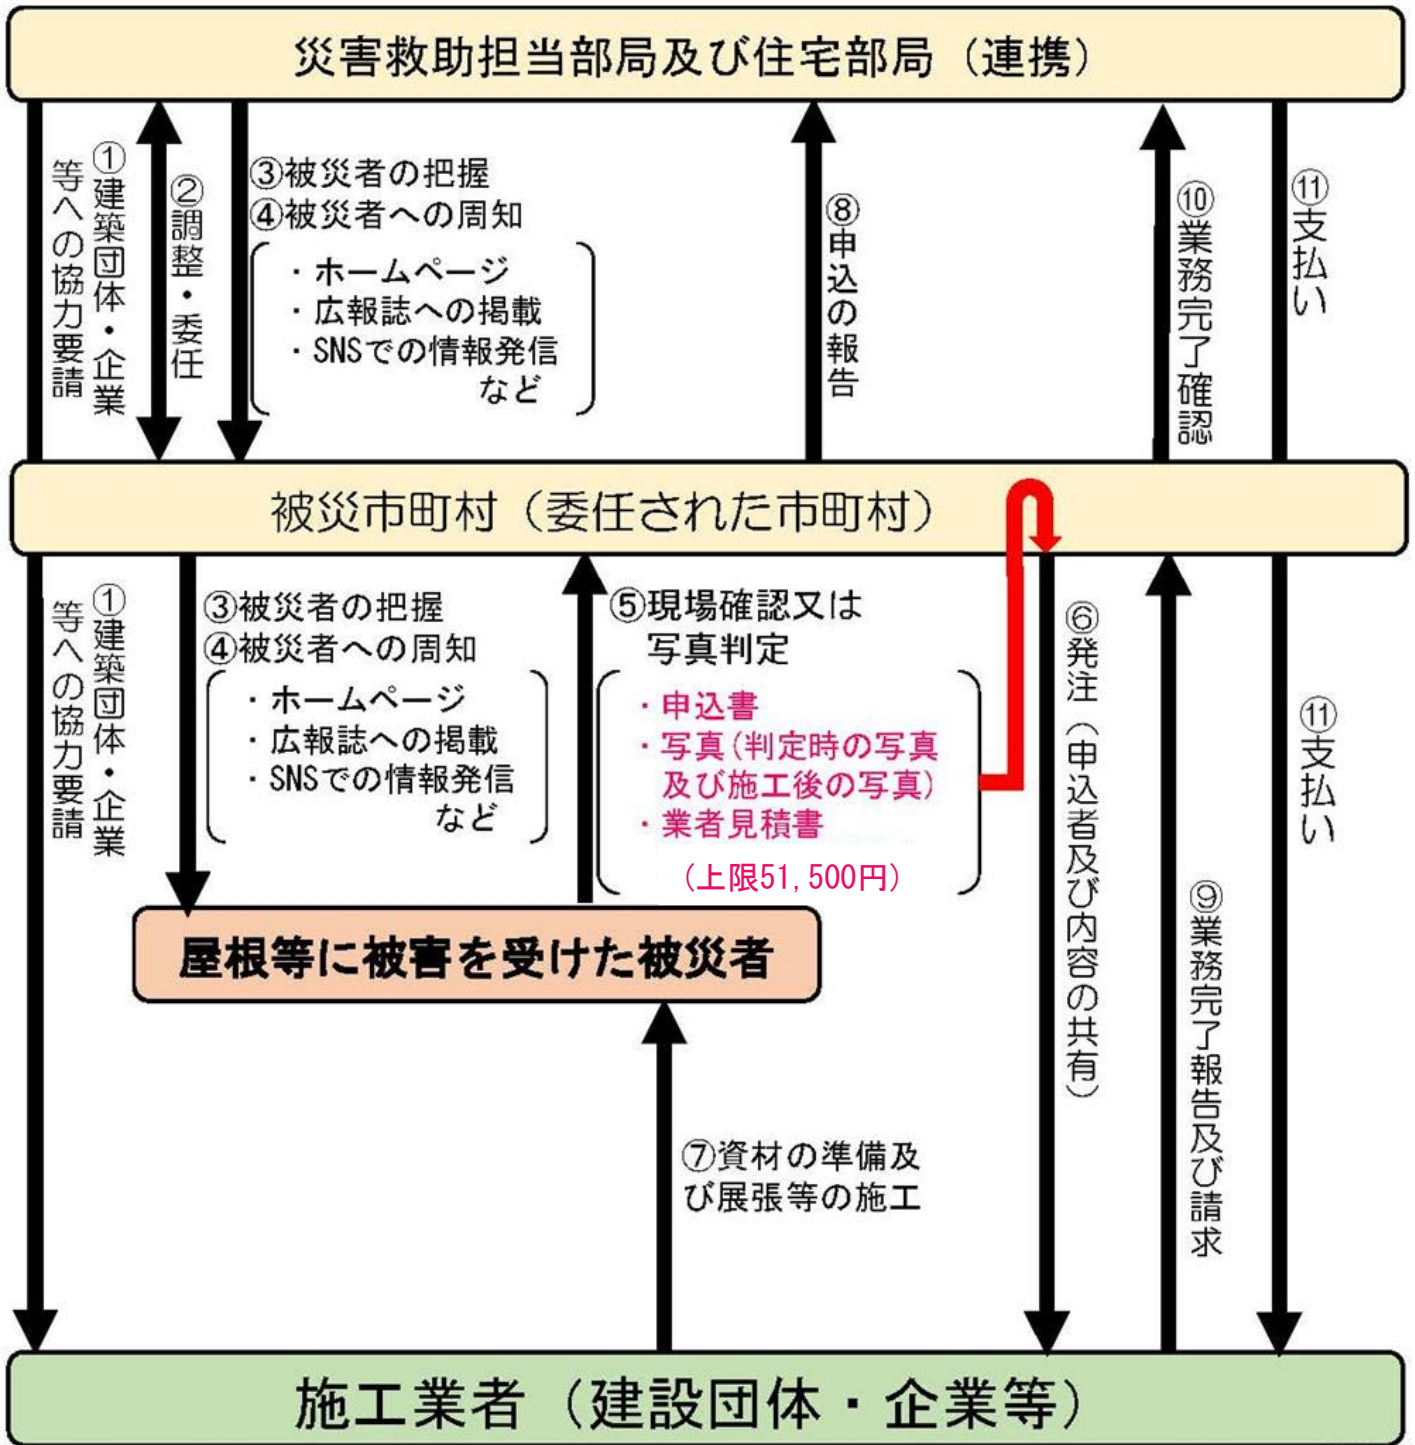 災害救助担当部局及び住宅部局（連携）
①建築団体・企業
等への協力要請
②調整・委任
③被災者の把握
④被災者への周知
・ホームページ
・広報誌への掲載
・SNSでの情報発信
など
⑧申込の報告
⑩業務完了確認
⑪支払い
被災市町村（委任された市町村）
①建築団体・企業
等への協力要請
③被災者の把握
④被災者への周知
・ホームページ
・広報誌への掲載
・SNSでの情報発信
など
⑤現場確認又は
写真判定
・申込書
・写真（判定時の写真
及び施工後の写真）
・業者見積書
（上限51,500円）
⑥発注（申込者及び内容の共有）
⑨業務完了報告及び請求
⑪支払い
屋根等に被害を受けた被災者
⑦資材の準備及
び展張等の施工
施工業者（建設団体・企業等）